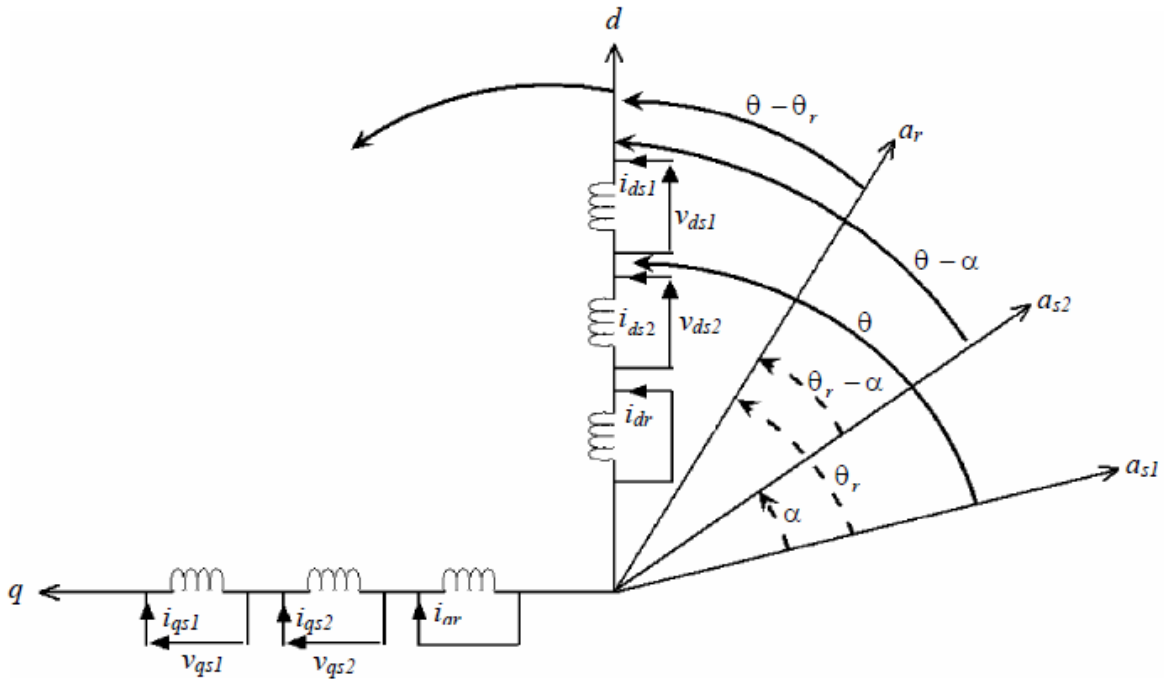 d
θ − θr
ar
ids1
vds1
θ − α
ids2
vds2
θ
as2
θr − α
idr
as1
θr
α
q
iqs1
iqs2
iqr
vqs1
vqs2